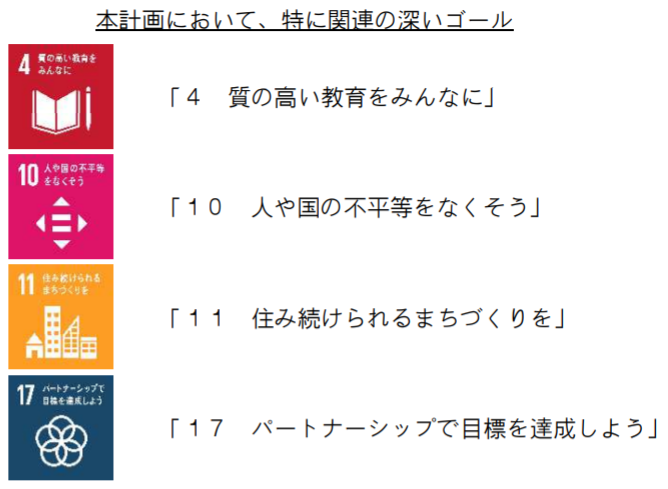 本計画において、特に関連の深いゴール
4 質の高い教育を
みんなに
「４　質の高い教育をみんなに」
10 人や国の不平等
をなくそう
「１０　人や国の不平等をなくそう」
11 住み続けられる
まちづくりを
「１１　住み続けられるまちづくりを」
17 パートナーシップで
目標を達成しよう
「１７　パートナーシップで目標を達成しよう」